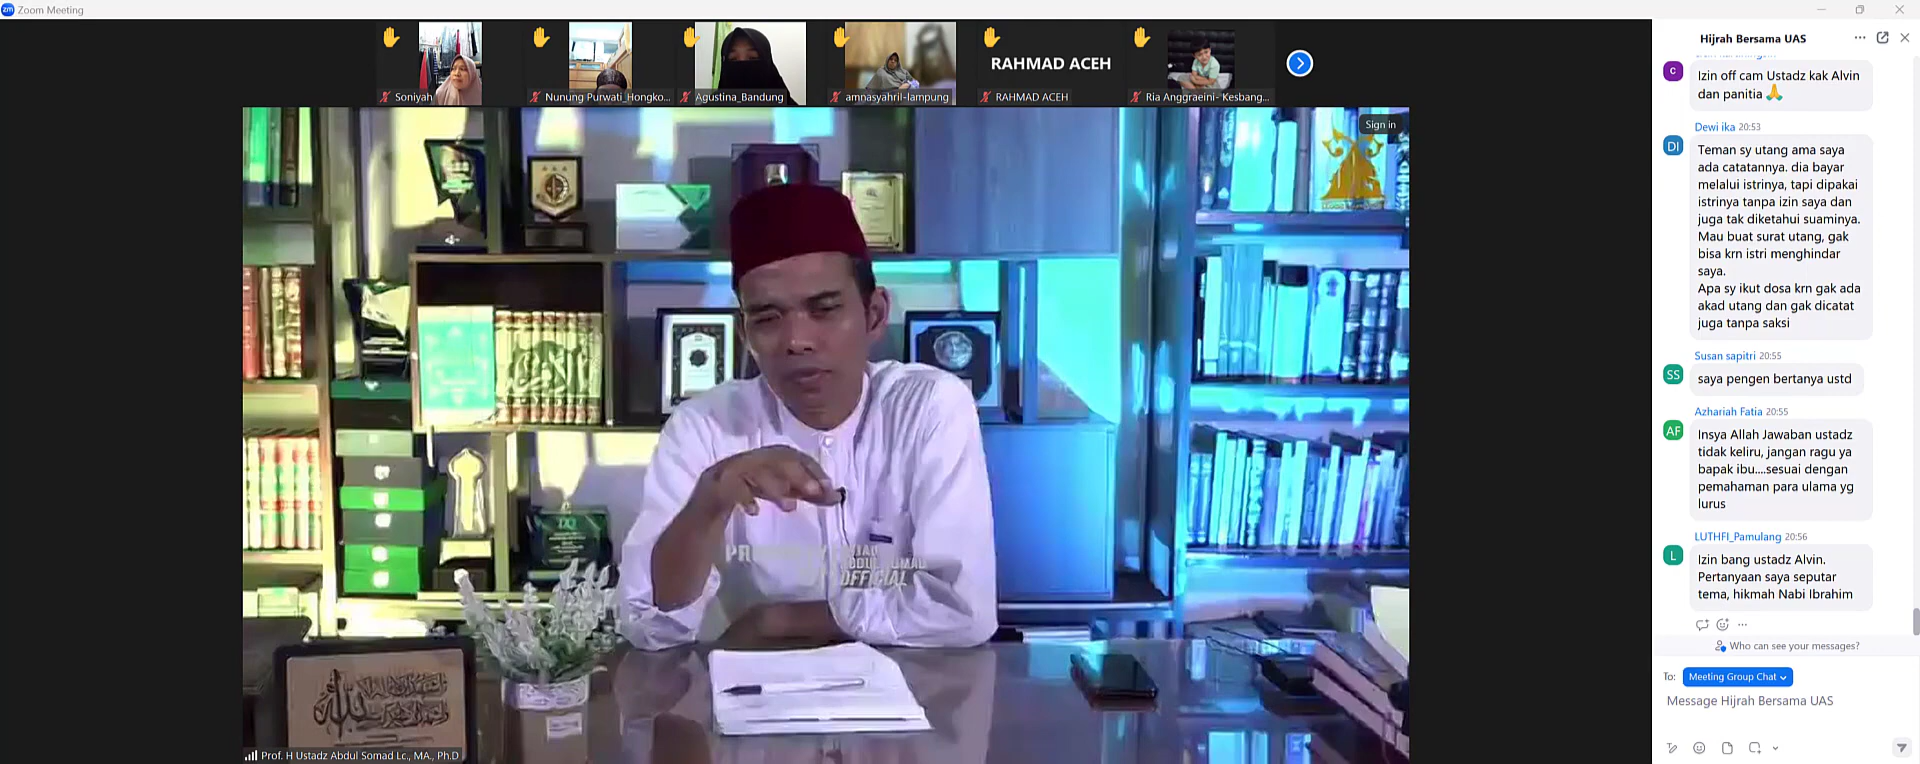 Zoom Meeting
Soniyah
Nunung Purwati_Hongko...
Agustina_Bandung
amnasyahril-lampung
RAHMAD ACEH
RAHMAD ACEH
Ria Anggraeini- Kesbang...
Sign in
OFFICIAL
Prof. H Ustadz Abdul Somad Lc., MA., Ph.D
Hijrah Bersama UAS
C
Izin off cam Ustadz kak Alvin
dan panitia 🙏
Dewi ika 20:53
DI
Teman sy utang ama saya
ada catatannya. dia bayar
melalui istrinya, tapi dipakai
istrinya tanpa izin saya dan
juga tak diketahui suaminya.
Mau buat surat utang, gak
bisa krn istri menghindar
saya.
Apa sy ikut dosa krn gak ada
akad utang dan gak dicatat
juga tanpa saksi
Susan sapitri 20:55
SS
saya pengen bertanya ustd
Azhariah Fatia 20:55
AF
Insya Allah Jawaban ustadz
tidak keliru, jangan ragu ya
bapak ibu....sesuai dengan
pemahaman para ulama yg
lurus
LUTHFI_Pamulang 20:56
L
Izin bang ustadz Alvin.
Pertanyaan saya seputar
tema, hikmah Nabi Ibrahim
Who can see your messages?
To: Meeting Group Chat
Message Hijrah Bersama UAS